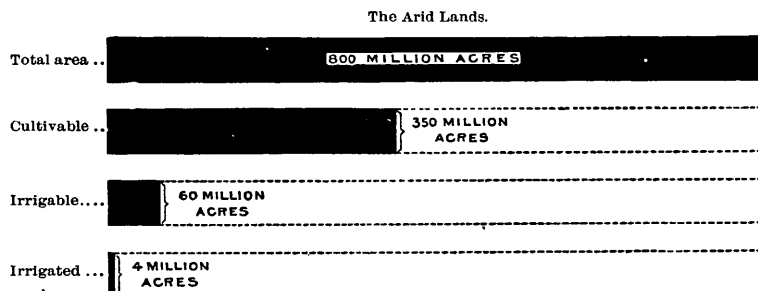 The Arid Lands.
Total area .. 800 MILLION ACRES
Cultivable .. 350 MILLION
ACRES
Irrigable.... 60 MILLION
ACRES
Irrigated ... 4 MILLION
ACRES